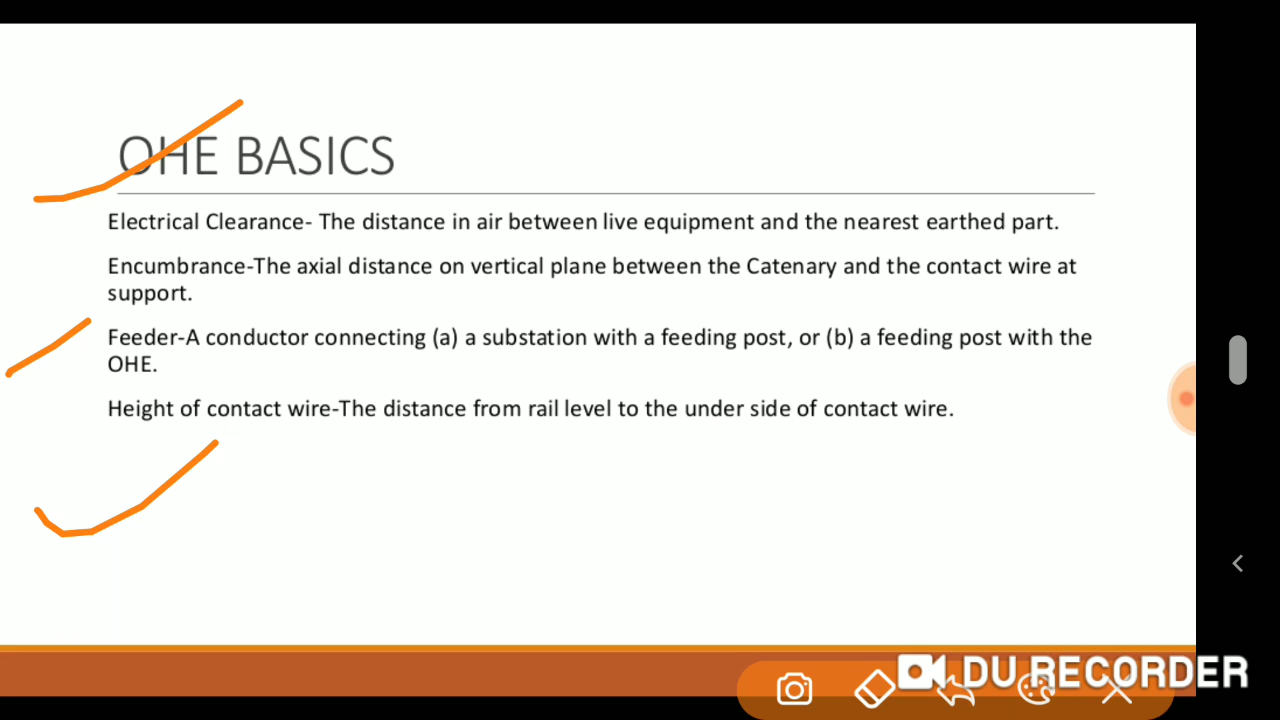 OHE BASICS
Electrical Clearance- The distance in air between live equipment and the nearest earthed part.
Encumbrance-The axial distance on vertical plane between the Catenary and the contact wire at
support.
Feeder-A conductor connecting (a) a substation with a feeding post, or (b) a feeding post with the
OHE.
Height of contact wire-The distance from rail level to the under side of contact wire.
DU RECORDER